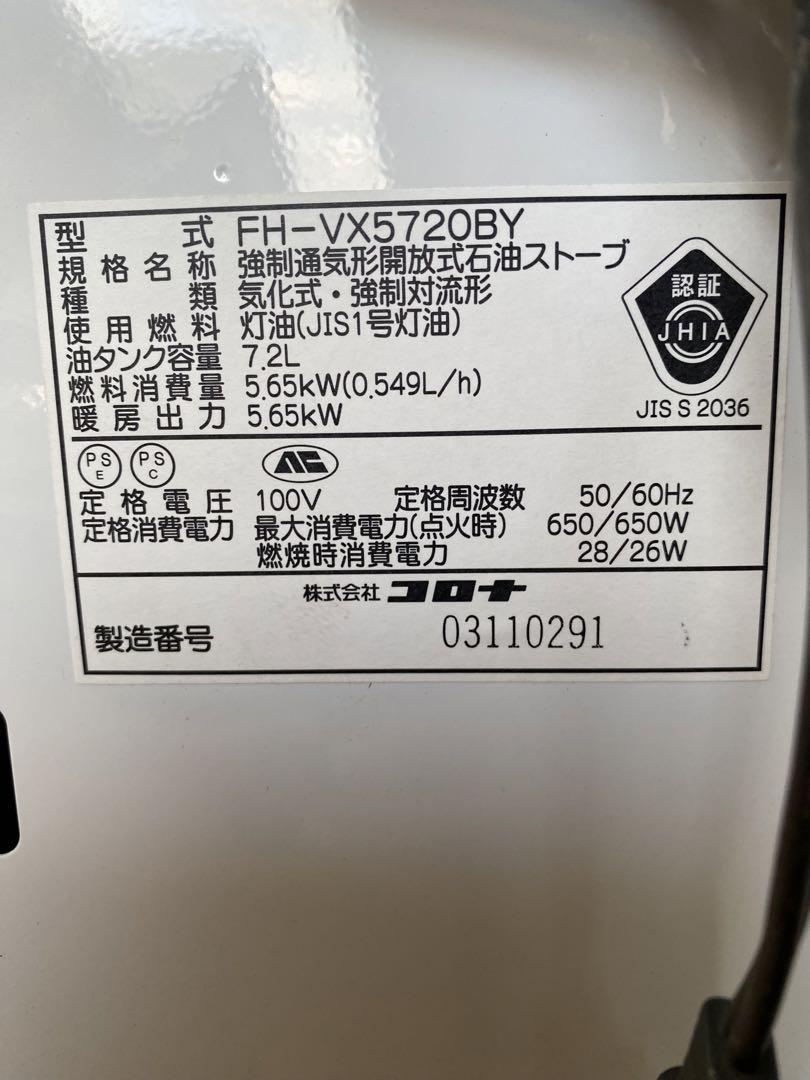 型式 FH-VX5720BY
規格名称 強制通気形開放式石油ストーブ
種類 気化式・強制対流形
使用燃料 灯油(JIS1号灯油)
油タンク容量 7.2L
燃料消費量 5.65kW(0.549L/h)
暖房出力 5.65kW
認証
JHIA
JIS S 2036
PS E PS C
定格電圧 100V 定格周波数 50/60Hz
定格消費電力 最大消費電力(点火時) 650/650W
燃焼時消費電力 28/26W
株式会社 コロナ
製造番号 03110291